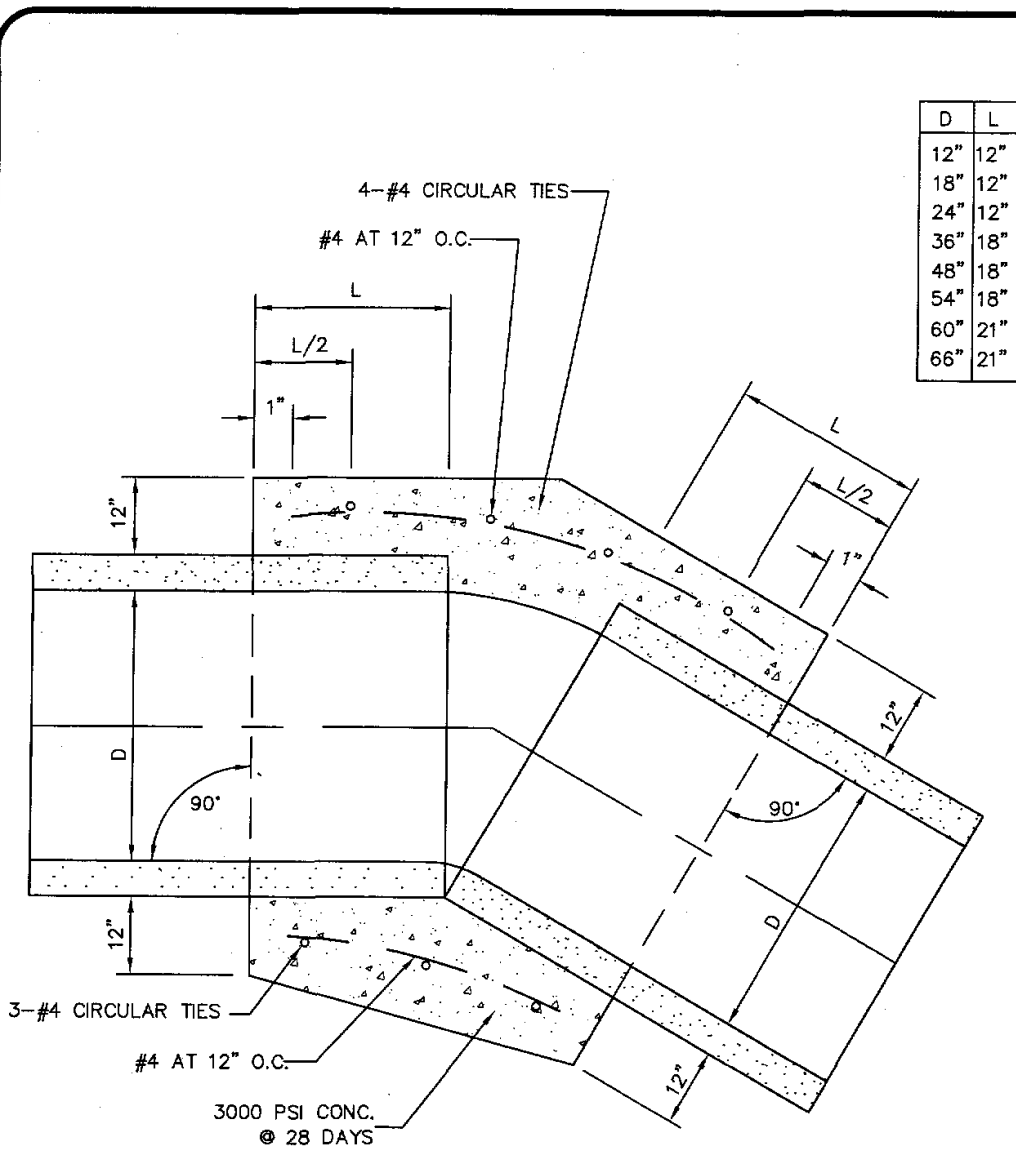 D L
12" 12"
18" 12"
24" 12"
36" 18"
48" 18"
54" 18"
60" 21"
66" 21"
4-#4 CIRCULAR TIES
#4 AT 12" O.C.
L
L/2
1"
L
L/2
1"
12"
12"
D
90°
90°
D
12"
12"
3-#4 CIRCULAR TIES
#4 AT 12" O.C.
3000 PSI CONC.
@ 28 DAYS